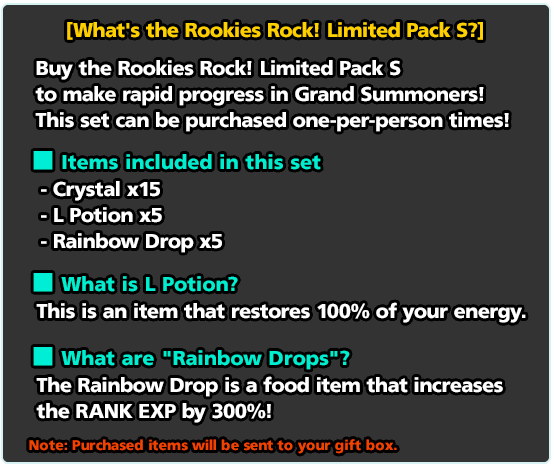 [What's the Rookies Rock! Limited Pack S?]
Buy the Rookies Rock! Limited Pack S
to make rapid progress in Grand Summoners!
This set can be purchased one-per-person times!
■ Items included in this set
- Crystal x15
- L Potion x5
- Rainbow Drop x5
■ What is L Potion?
This is an item that restores 100% of your energy.
■ What are "Rainbow Drops"?
The Rainbow Drop is a food item that increases
the RANK EXP by 300%!
Note: Purchased items will be sent to your gift box.